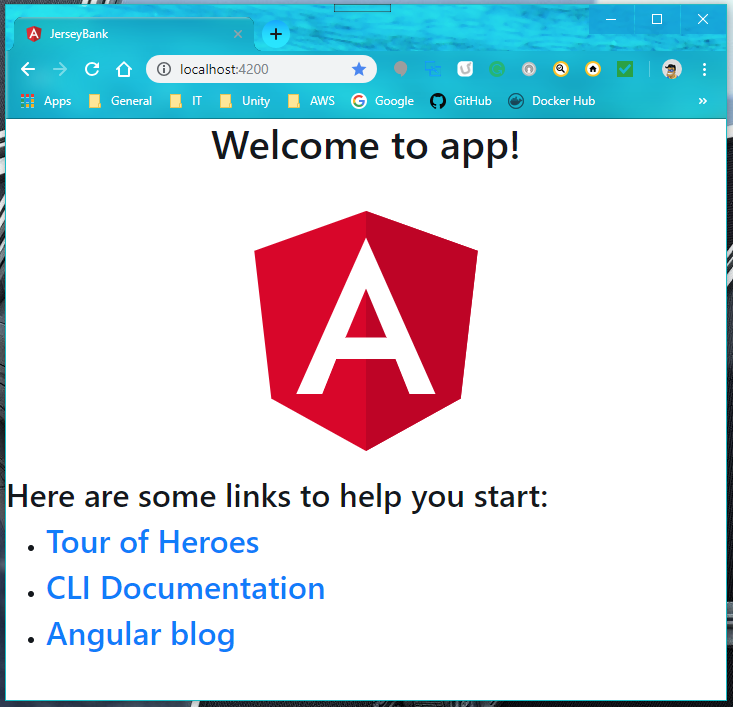 JerseyBank
localhost:4200
Apps General IT Unity AWS Google GitHub Docker Hub »
Welcome to app!
A
Here are some links to help you start:
• Tour of Heroes
• CLI Documentation
• Angular blog